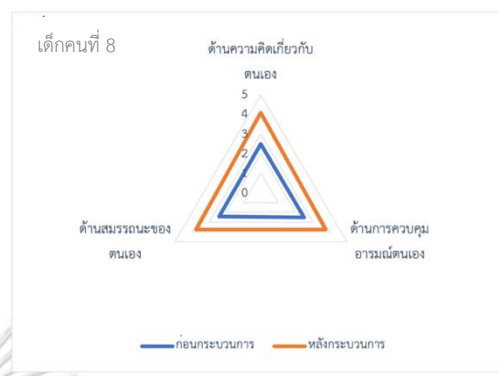 เด็กคนที่ 8
ด้านความคิดเกี่ยวกับ
ตนเอง
5
4
3
2
1
0
ด้านสมรรถนะของ
ตนเอง
ด้านการควบคุม
อารมณ์ตนเอง
ก่อนกระบวนการ
หลังกระบวนการ